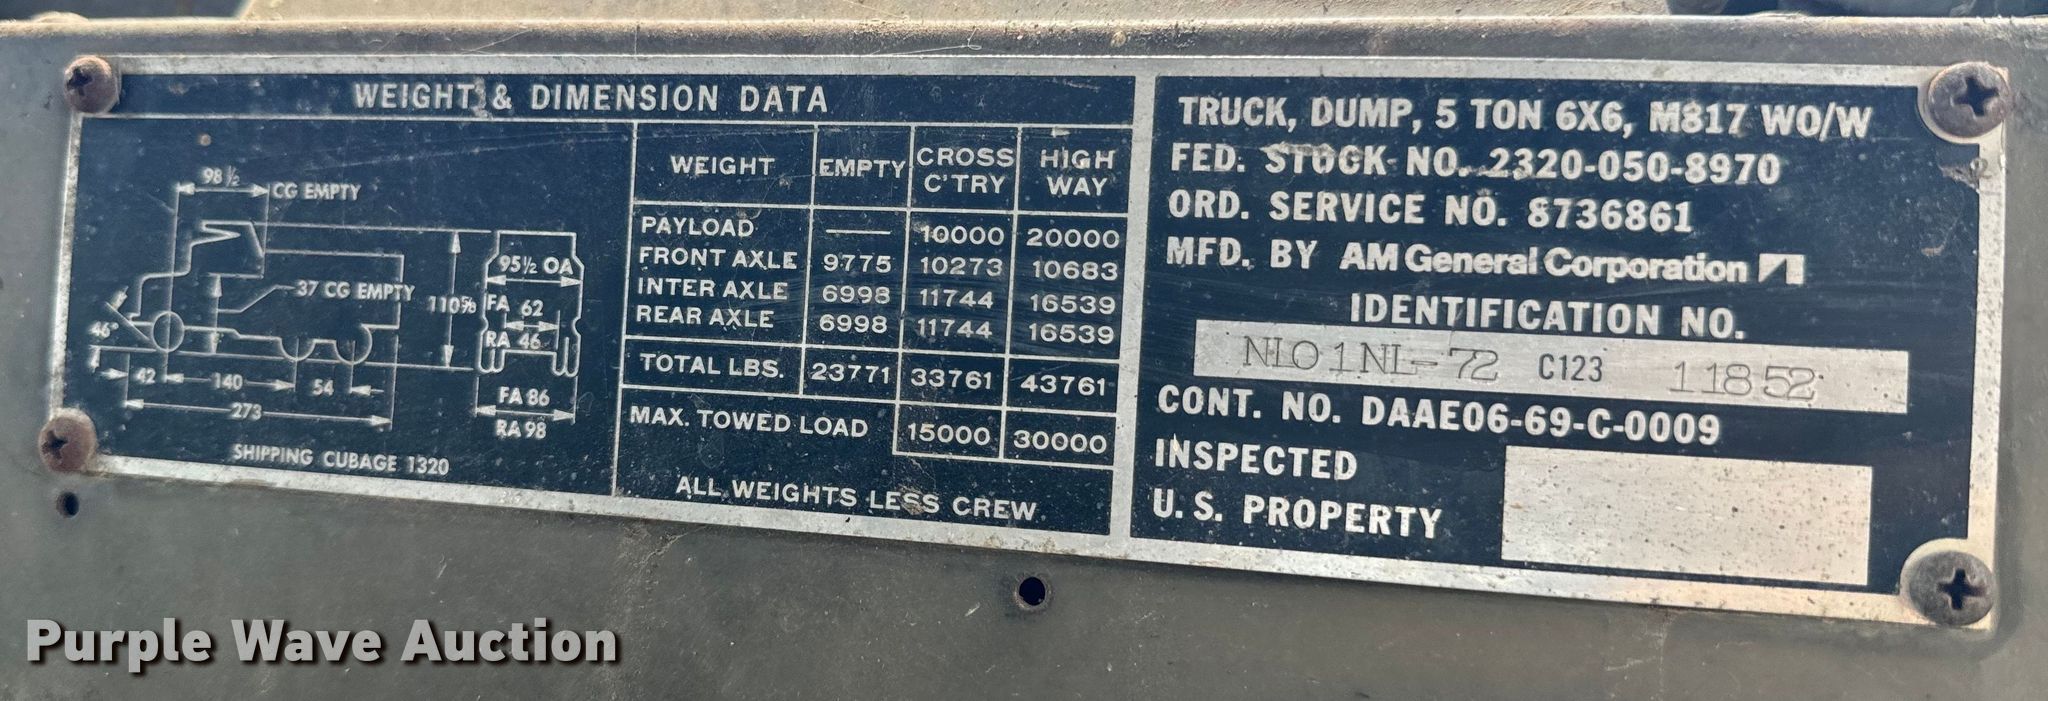 WEIGHT & DIMENSION DATA
98 ½
CG EMPTY
37 CG EMPTY
46°
42
140
54
273
110⅝
95½ OA
FA 62
RA 46
FA 86
RA 98
SHIPPING CUBAGE 1320
WEIGHT EMPTY CROSS C'TRY HIGH WAY
PAYLOAD —— 10000 20000
FRONT AXLE 9775 10273 10683
INTER AXLE 6998 11744 16539
REAR AXLE 6998 11744 16539
TOTAL LBS. 23771 33761 43761
MAX. TOWED LOAD 15000 30000
ALL WEIGHTS LESS CREW
TRUCK, DUMP, 5 TON 6X6, M817 WO/W
FED. STOCK NO. 2320-050-8970
ORD. SERVICE NO. 8736861
MFD. BY AM General Corporation
IDENTIFICATION NO.
NL01NL-72 C123 11852
CONT. NO. DAAE06-69-C-0009
INSPECTED
U.S. PROPERTY
Purple Wave Auction